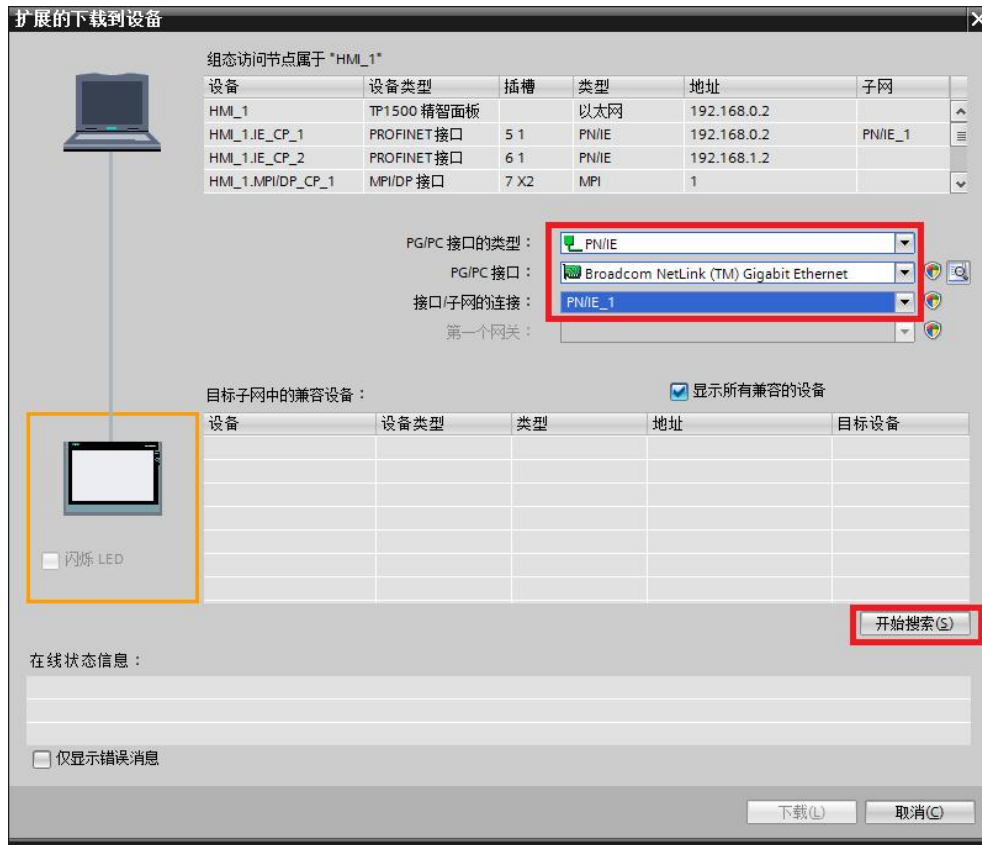 扩展的下载到设备
组态访问节点属于 "HMI_1"
设备 设备类型 插槽 类型 地址 子网
HMI_1 TP1500 精智面板 以太网 192.168.0.2
HMI_1.IE_CP_1 PROFINET接口 5 1 PN/IE 192.168.0.2 PN/IE_1
HMI_1.IE_CP_2 PROFINET接口 6 1 PN/IE 192.168.1.2
HMI_1.MPI/DP_CP_1 MPI/DP 接口 7 X2 MPI 1
PG/PC 接口的类型： PN/IE
PG/PC 接口： Broadcom NetLink (TM) Gigabit Ethernet
接口/子网的连接： PN/IE_1
第一个网关：
目标子网中的兼容设备： 显示所有兼容的设备
设备 设备类型 类型 地址 目标设备
闪烁 LED
开始搜索(S)
在线状态信息：
仅显示错误消息
下载(L) 取消(C)